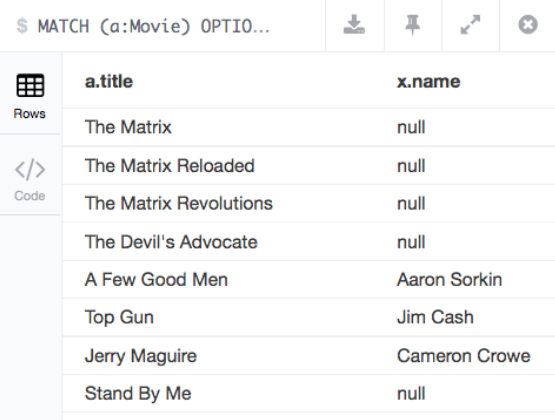 $ MATCH (a:Movie) OPTIO...
Rows
Code
a.title x.name
The Matrix null
The Matrix Reloaded null
The Matrix Revolutions null
The Devil's Advocate null
A Few Good Men Aaron Sorkin
Top Gun Jim Cash
Jerry Maguire Cameron Crowe
Stand By Me null